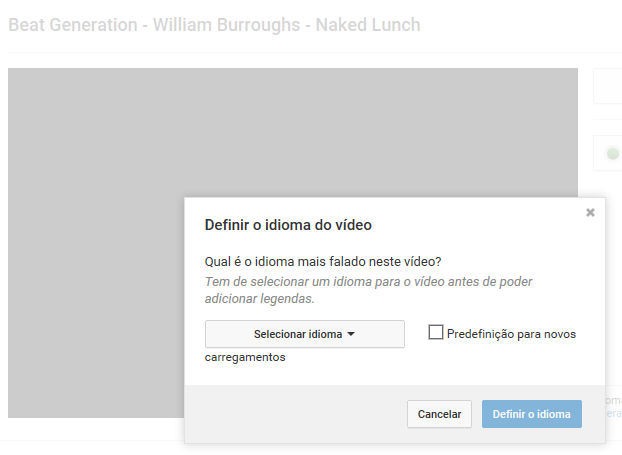 Beat Generation - William Burroughs - Naked Lunch
Definir o idioma do vídeo
Qual é o idioma mais falado neste vídeo?
Tem de selecionar um idioma para o vídeo antes de poder
adicionar legendas.
Selecionar idioma
Predefinição para novos
carregamentos
Cancelar
Definir o idioma